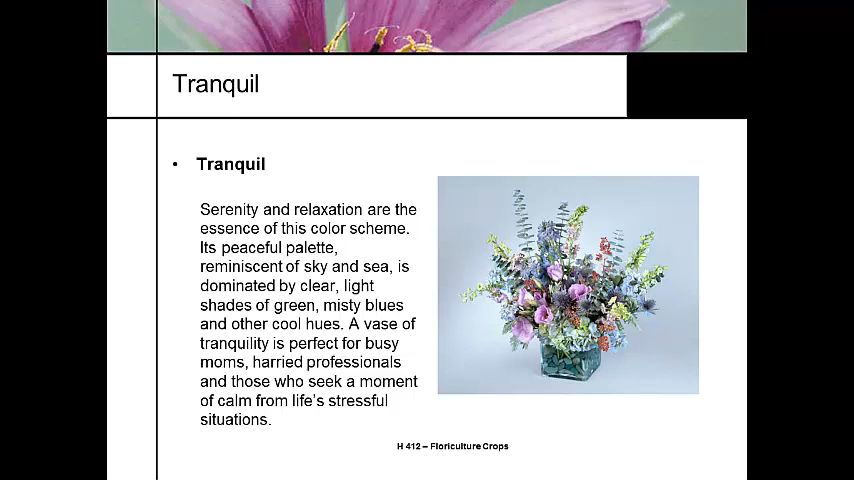 Tranquil
• Tranquil
Serenity and relaxation are the
essence of this color scheme.
Its peaceful palette,
reminiscent of sky and sea, is
dominated by clear, light
shades of green, misty blues
and other cool hues. A vase of
tranquility is perfect for busy
moms, harried professionals
and those who seek a moment
of calm from life’s stressful
situations.
H 412 – Floriculture Crops